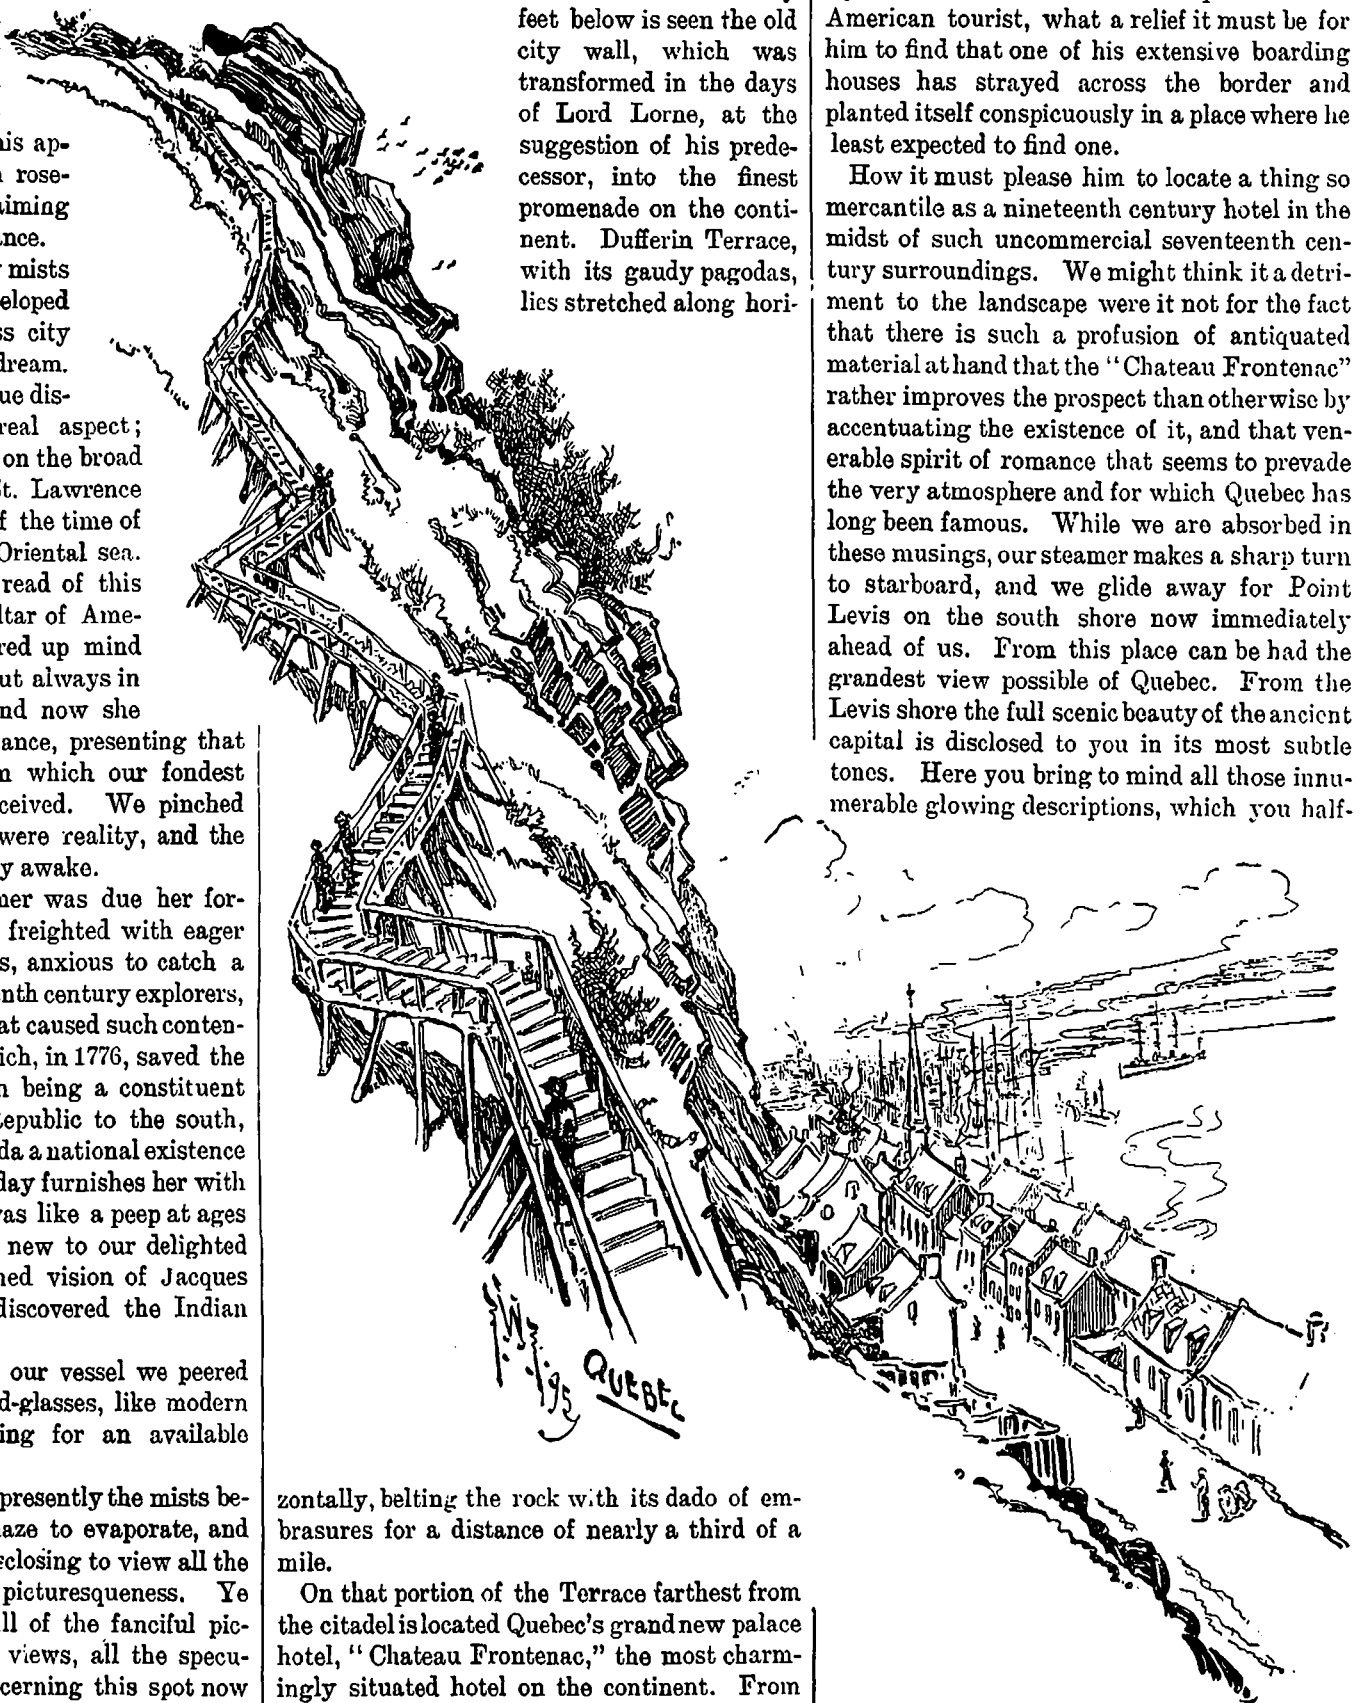 his ap-
rose-
aiming
ance.
mists
veloped
ss city
dream.
ue dis-
real aspect;
on the broad
St. Lawrence
of the time of
Oriental sea.
read of this
ltar of Ame-
red up mind
ut always in
nd now she
ance, presenting that
m which our fondest
ceived. We pinched
were reality, and the
y awake.
mer was due her for-
freighted with eager
s, anxious to catch a
nth century explorers,
at caused such conten-
ich, in 1776, saved the
n being a constituent
Republic to the south,
da a national existence
day furnishes her with
was like a peep at ages
new to our delighted
ned vision of Jacques
discovered the Indian
our vessel we peered
d-glasses, like modern
ing for an available
presently the mists be-
aze to evaporate, and
sclosing to view all the
picturesqueness. Ye
ll of the fanciful pic-
views, all the specu-
cerning this spot now
feet below is seen the old
city wall, which was
transformed in the days
of Lord Lorne, at the
suggestion of his prede-
cessor, into the finest
promenade on the conti-
nent. Dufferin Terrace,
with its gaudy pagodas,
lies stretched along hori-
95
QUEBEC
zontally, belting the rock with its dado of em-
brasures for a distance of nearly a third of a
mile.
On that portion of the Terrace farthest from
the citadel is located Quebec's grand new palace
hotel, "Chateau Frontenac," the most charm-
ingly situated hotel on the continent. From
American tourist, what a relief it must be for
him to find that one of his extensive boarding
houses has strayed across the border and
planted itself conspicuously in a place where he
least expected to find one.
How it must please him to locate a thing so
mercantile as a nineteenth century hotel in the
midst of such uncommercial seventeenth cen-
tury surroundings. We might think it a detri-
ment to the landscape were it not for the fact
that there is such a profusion of antiquated
material at hand that the "Chateau Frontenac"
rather improves the prospect than otherwise by
accentuating the existence of it, and that ven-
erable spirit of romance that seems to prevade
the very atmosphere and for which Quebec has
long been famous. While we are absorbed in
these musings, our steamer makes a sharp turn
to starboard, and we glide away for Point
Levis on the south shore now immediately
ahead of us. From this place can be had the
grandest view possible of Quebec. From the
Levis shore the full scenic beauty of the ancient
capital is disclosed to you in its most subtle
tones. Here you bring to mind all those innu-
merable glowing descriptions, which you half-